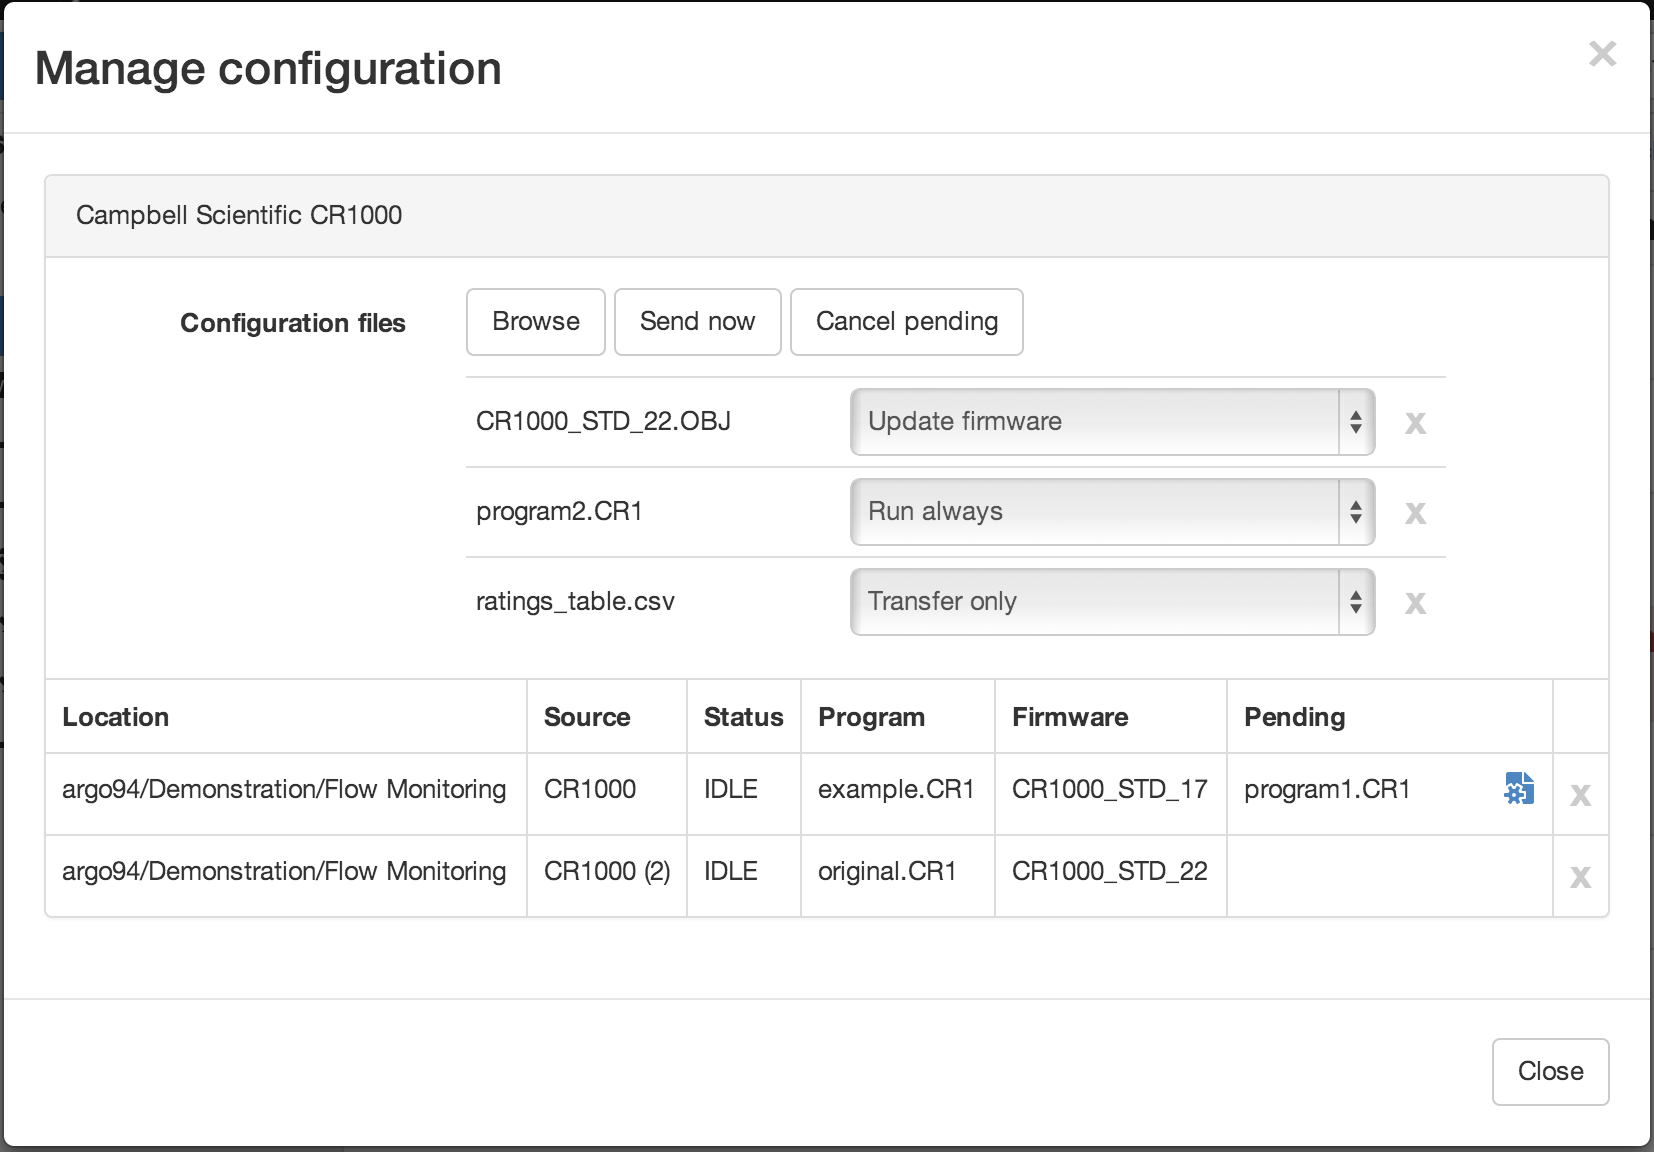 Manage configuration
×
Campbell Scientific CR1000
Configuration files Browse Send now Cancel pending
CR1000_STD_22.OBJ Update firmware x
program2.CR1 Run always x
ratings_table.csv Transfer only x
Location Source Status Program Firmware Pending
argo94/Demonstration/Flow Monitoring CR1000 IDLE example.CR1 CR1000_STD_17 program1.CR1 x
argo94/Demonstration/Flow Monitoring CR1000 (2) IDLE original.CR1 CR1000_STD_22 x
Close